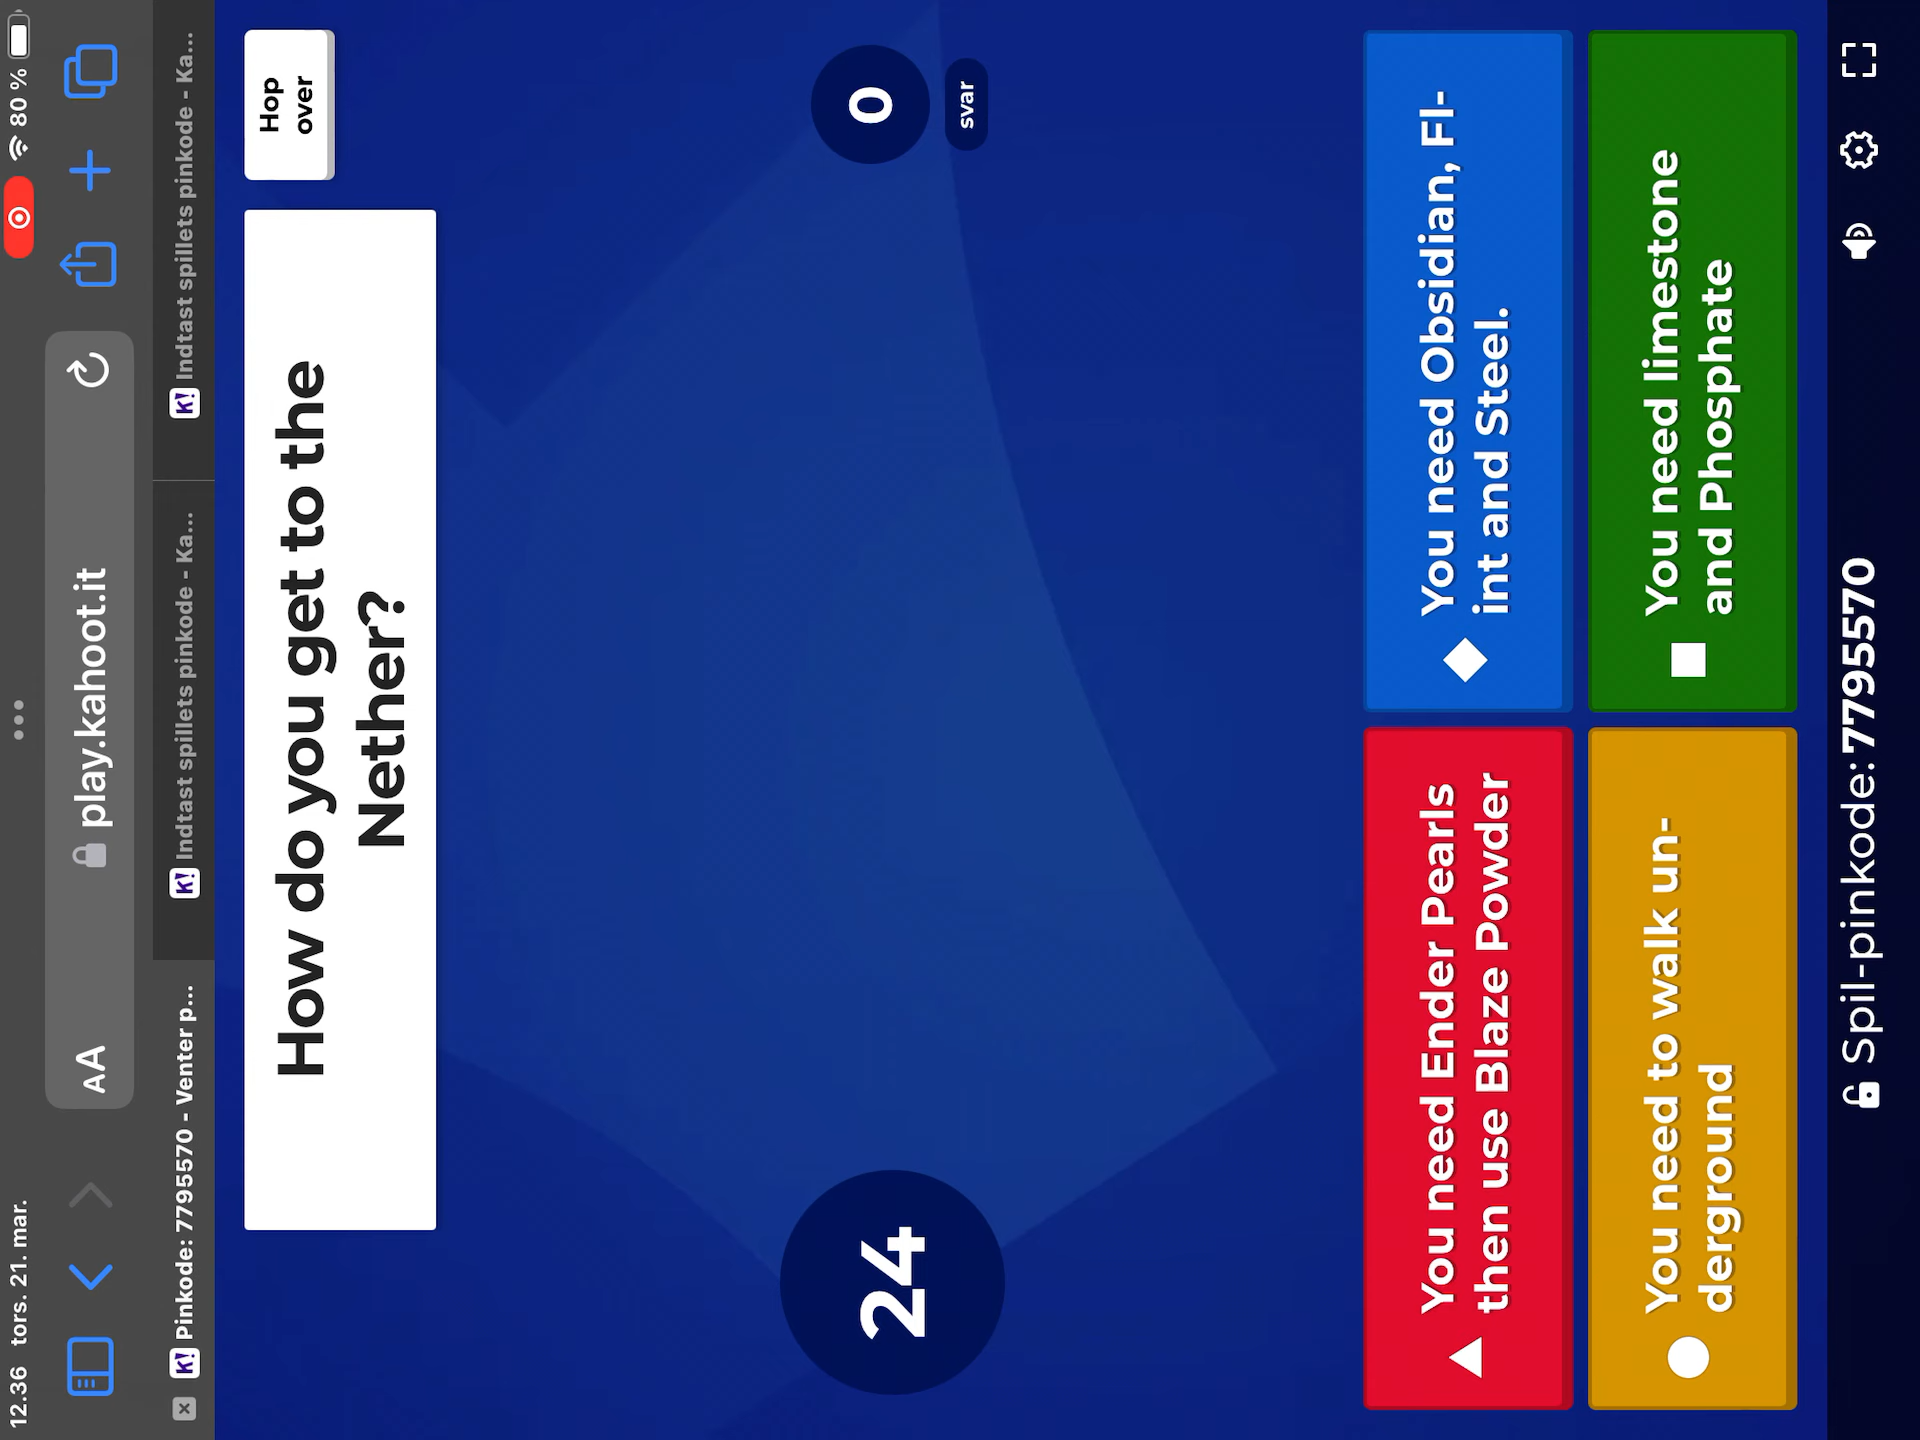 12.36 tors. 21. mar.
80 %
AA
play.kahoot.it
Pinkode: 7795570 - Venter p...
Indtast spillets pinkode - Ka...
Indtast spillets pinkode - Ka...
How do you get to the
Nether?
Hop
over
24
0
svar
You need Ender Pearls
then use Blaze Powder
You need Obsidian, Fl-
int and Steel.
You need to walk un-
derground
You need limestone
and Phosphate
Spil-pinkode: 7795570